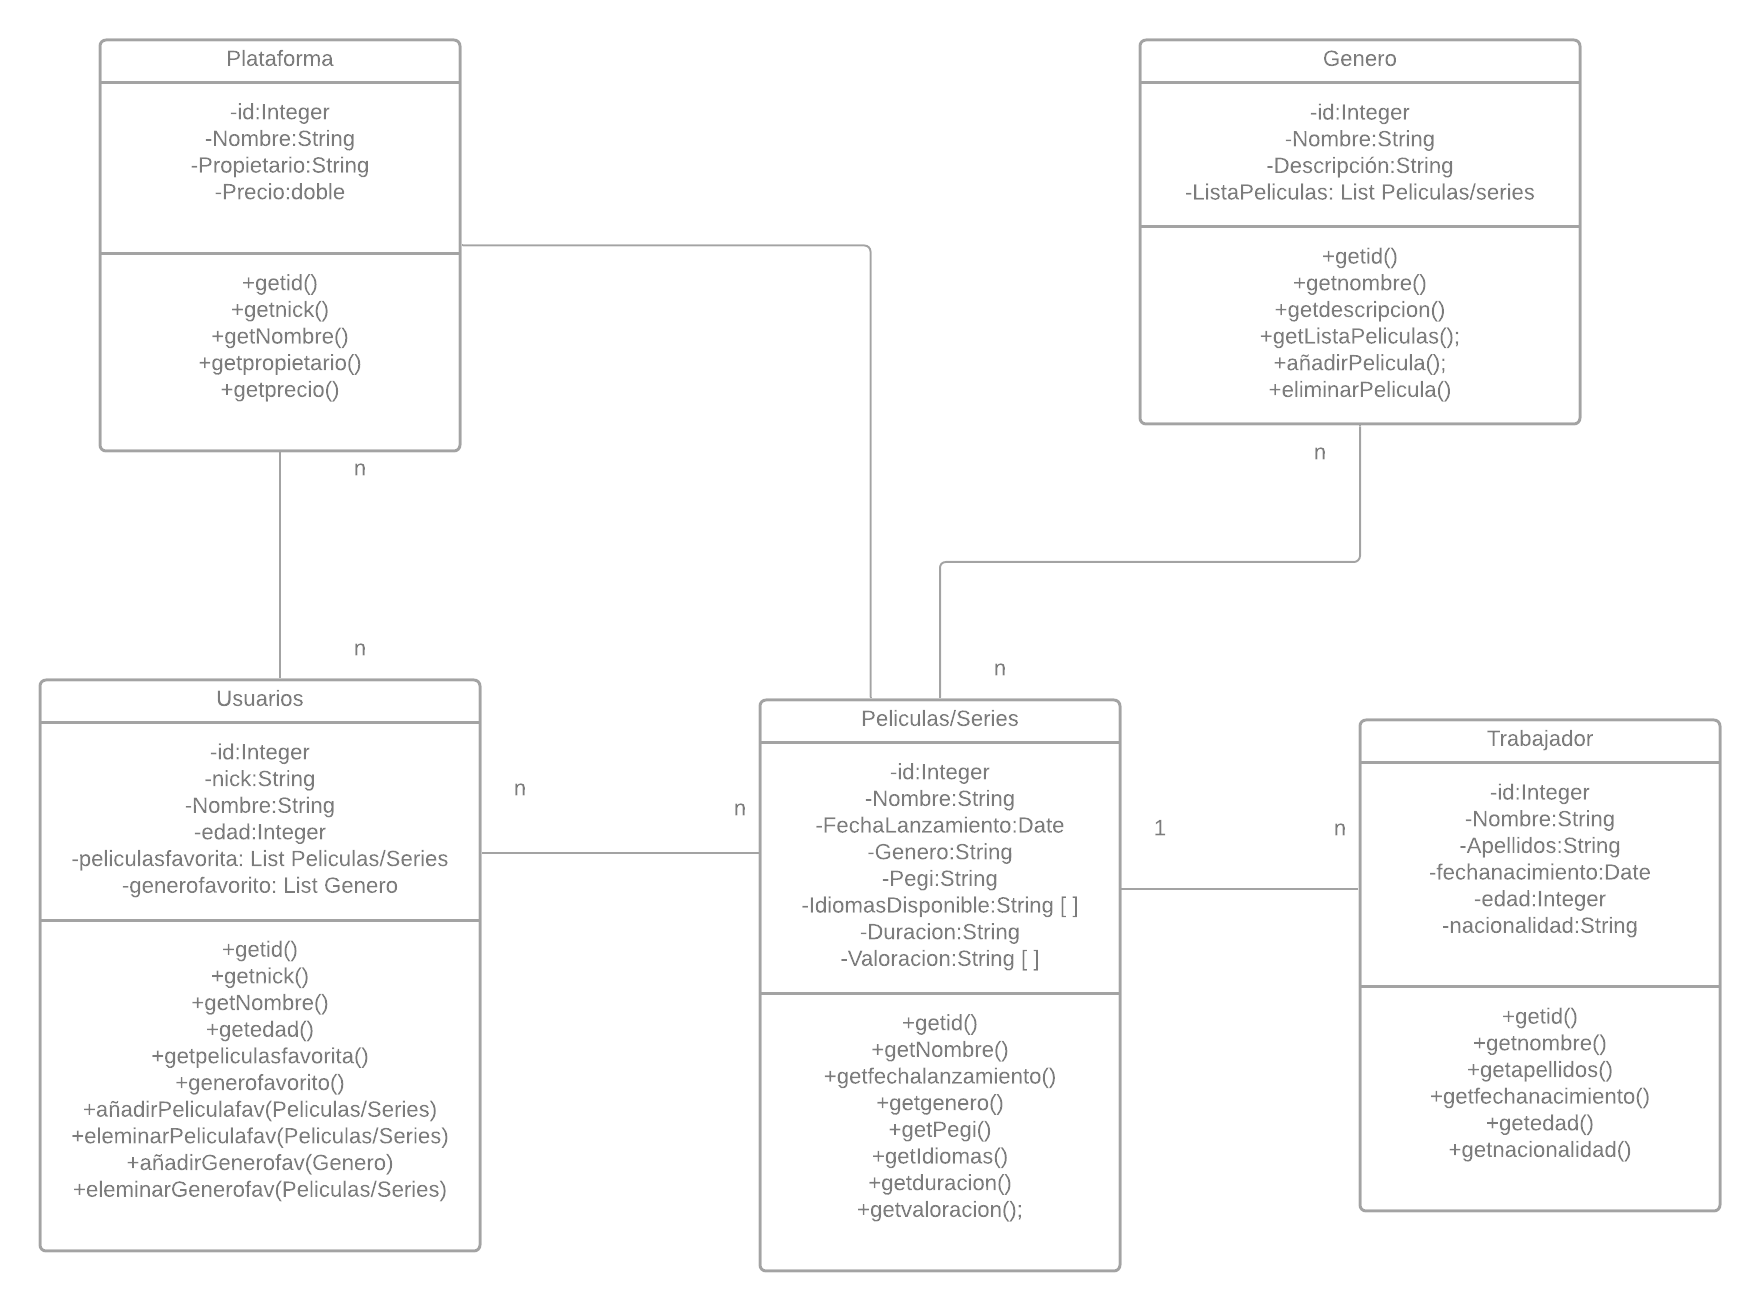 Plataforma
-id:Integer
-Nombre:String
-Propietario:String
-Precio:doble
+getid()
+getnick()
+getNombre()
+getpropietario()
+getprecio()
n
n
Genero
-id:Integer
-Nombre:String
-Descripción:String
-ListaPeliculas: List Peliculas/series
+getid()
+getnombre()
+getdescripcion()
+getListaPeliculas();
+añadirPelicula();
+eliminarPelicula()
n
n
Usuarios
-id:Integer
-nick:String
-Nombre:String
-edad:Integer
-peliculasfavorita: List Peliculas/Series
-generofavorito: List Genero
+getid()
+getnick()
+getNombre()
+getedad()
+getpeliculasfavorita()
+generofavorito()
+añadirPeliculafav(Peliculas/Series)
+eleminarPeliculafav(Peliculas/Series)
+añadirGenerofav(Genero)
+eleminarGenerofav(Peliculas/Series)
n
n
Peliculas/Series
-id:Integer
-Nombre:String
-FechaLanzamiento:Date
-Genero:String
-Pegi:String
-IdiomasDisponible:String [ ]
-Duracion:String
-Valoracion:String [ ]
+getid()
+getNombre()
+getfechalanzamiento()
+getgenero()
+getPegi()
+getIdiomas()
+getduracion()
+getvaloracion();
1
n
Trabajador
-id:Integer
-Nombre:String
-Apellidos:String
-fechanacimiento:Date
-edad:Integer
-nacionalidad:String
+getid()
+getnombre()
+getapellidos()
+getfechanacimiento()
+getedad()
+getnacionalidad()